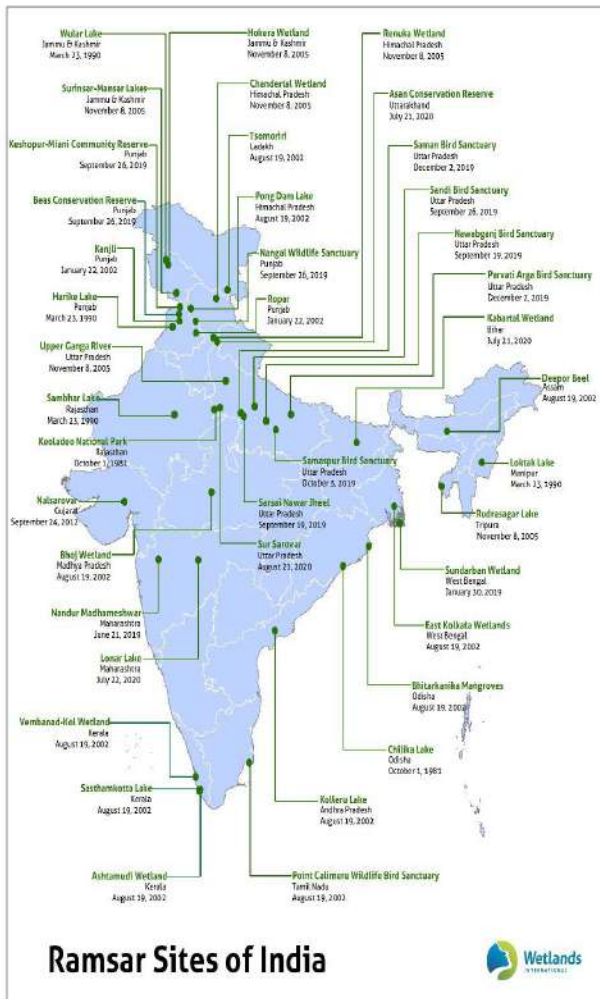 Wular Lake
Jammu & Kashmir
March 23, 1990
Hokera Wetland
Jammu & Kashmir
November 8, 2005
Renuka Wetland
Himachal Pradesh
November 8, 2005
Surinsar-Mansar Lakes
Jammu & Kashmir
November 8, 2005
Chandertal Wetland
Himachal Pradesh
November 8, 2005
Asan Conservation Reserve
Uttarakhand
July 21, 2020
Keshopur-Miani Community Reserve
Punjab
September 26, 2019
Tsomoriri
Ladakh
August 19, 2002
Saman Bird Sanctuary
Uttar Pradesh
December 2, 2019
Beas Conservation Reserve
Punjab
September 26, 2019
Pong Dam Lake
Himachal Pradesh
August 19, 2002
Sandi Bird Sanctuary
Uttar Pradesh
September 26, 2019
Kanjli
Punjab
January 22, 2002
Nangal Wildlife Sanctuary
Punjab
September 26, 2019
Nawabganj Bird Sanctuary
Uttar Pradesh
September 19, 2019
Harike Lake
Punjab
March 23, 1990
Ropar
Punjab
January 22, 2002
Parvati Arga Bird Sanctuary
Uttar Pradesh
December 2, 2019
Upper Ganga River
Uttar Pradesh
November 8, 2005
Kabartal Wetland
Bihar
July 21, 2020
Sambhar Lake
Rajasthan
March 23, 1990
Deepor Beel
Assam
August 19, 2002
Keoladeo National Park
Rajasthan
October 1, 1981
Samaspur Bird Sanctuary
Uttar Pradesh
October 3, 2019
Loktak Lake
Manipur
March 23, 1990
Nalsarovar
Gujarat
September 24, 2012
Sarsai Nawar Jheel
Uttar Pradesh
September 19, 2019
Rudrasagar Lake
Tripura
November 8, 2005
Bhoj Wetland
Madhya Pradesh
August 19, 2002
Sur Sarovar
Uttar Pradesh
August 21, 2020
Sundarban Wetland
West Bengal
January 30, 2019
Nandur Madhameshwar
Maharashtra
June 21, 2019
East Kolkata Wetlands
West Bengal
August 19, 2002
Lonar Lake
Maharashtra
July 22, 2020
Bhitarkanika Mangroves
Odisha
August 19, 2002
Vembanad-Kol Wetland
Kerala
August 19, 2002
Chilika Lake
Odisha
October 1, 1981
Sasthamkotta Lake
Kerala
August 19, 2002
Kolleru Lake
Andhra Pradesh
August 19, 2002
Ashtamudi Wetland
Kerala
August 19, 2002
Point Calimere Wildlife Bird Sanctuary
Tamil Nadu
August 19, 2002
Ramsar Sites of India
Wetlands
INTERNATIONAL